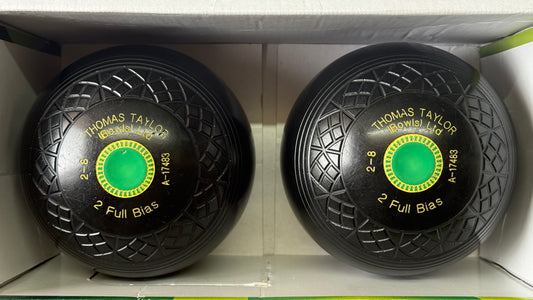 THOMAS TAYLOR
(Bowls) Ltd
2-8
A-17483
2 Full Bias
THOMAS TAYLOR
(Bowls) Ltd
2-8
A-17483
2 Full Bias